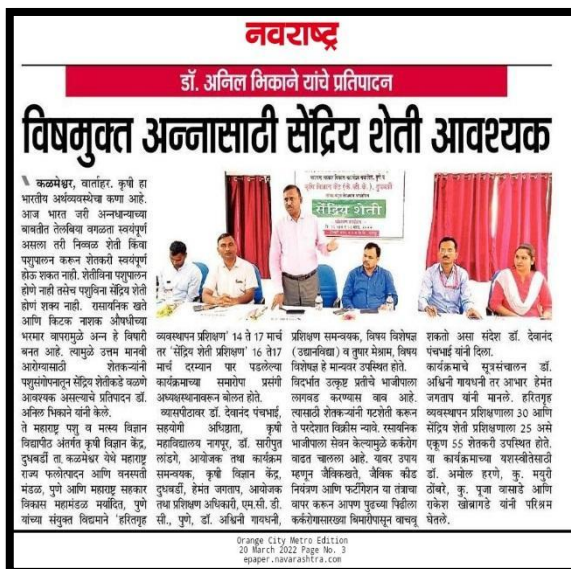 नवराष्ट्र
डॉ. अनिल भिकाने यांचे प्रतिपादन
विषमुक्त अन्नासाठी सेंद्रिय शेती आवश्यक
कळमेश्वर, वार्ताहर. कृषी हा
भारतीय अर्थव्यवस्थेचा कणा आहे.
आज भारत जरी अन्नधान्याच्या
बाबतीत तेलबिया वगळता स्वयंपूर्ण
असला तरी निव्वळ शेती किंवा
पशुपालन करून शेतकरी स्वयंपूर्ण
होऊ शकत नाही. शेतीविना पशुपालन
होणे नाही तसेच पशुविना सेंद्रिय शेती
होणं शक्य नाही. रासायनिक खते
आणि किटक नाशक औषधीच्या
भरमार वापरामुळे अन्न हे विषारी
बनत आहे. त्यामुळे उत्तम मानवी
आरोग्यासाठी शेतकऱ्यांनी
पशुसंगोपनातून सेंद्रियशेतीकडे वळणे
आवश्यक असल्याचे प्रतिपादन डॉ.
अनिल भिकाने यांनी केले.
ते महाराष्ट्र पशु व मत्स्य विज्ञान
विद्यापीठ अंतर्गत कृषि विज्ञान केंद्र,
दुधबर्डी ता. कळमेश्वर येथे महाराष्ट्र
राज्य फलोत्पादन आणि वनस्पती
मंडळ, पुणे आणि महाराष्ट्र सहकार
विकास महामंडळ मर्यादित, पुणे
यांच्या संयुक्त विद्यमाने 'हरितगृह
सेंद्रिय शेती
व्यवस्थापन प्रशिक्षण' 14 ते 17 मार्च
तर 'सेंद्रिय शेती प्रशिक्षण' 16 ते17
मार्च दरम्यान पार पडलेल्या
कार्यक्रमाच्या समारोपा प्रसंगी
अध्यक्षस्थानावरून बोलत होते.
व्यासपीठावर डॉ. देवानंद पंचभाई,
सहयोगी अधिष्ठाता, कृषी
महाविद्यालय नागपूर, डॉ. सारीपुत
लांडगे, आयोजक तथा कार्यक्रम
समन्वयक, कृषी विज्ञान केंद्र,
दुधबर्डी, हेमंत जगताप, आयोजक
तथा प्रशिक्षण अधिकारी, एम.सी. डी.
सी., पुणे, डॉ. अश्विनी गायधनी,
प्रशिक्षण समन्वयक, विषय विशेषज्ञ
(उद्यानविद्या) व तुषार मेश्राम, विषय
विशेषज्ञ हे मान्यवर उपस्थित होते.
विदर्भात उत्कृष्ट प्रतीचे भाजीपाला
लागवड करण्यास वाव आहे.
त्यासाठी शेतकऱ्यांनी गटशेती करून
ते परदेशात विक्रीस न्यावे. रसायनिक
भाजीपाला सेवन केल्यामुळे कर्करोग
वाढत चालला आहे. यावर उपाय
म्हणून जैविकखते, जैविक कीड
नियंत्रण आणि फर्टीगेशन या तंत्राचा
वापर करून आपण पुढच्या पिढीला
कर्करोगासारख्या बिमारीपासून वाचवू
शकतो असा संदेश डॉ. देवानंद
पंचभाई यांनी दिला.
कार्यक्रमाचे सूत्रसंचालन डॉ.
अश्विनी गायधनी तर आभार हेमंत
जगताप यांनी मानले. हरितगृह
व्यवस्थापन प्रशिक्षणाला 30 आणि
सेंद्रिय शेती प्रशिक्षणाला 25 असे
एकूण 55 शेतकरी उपस्थित होते.
या कार्यक्रमाच्या यशस्वीतेसाठी
डॉ. अमोल हरणे, कु. मयुरी
ठोंबरे, कु. पूजा वासाडे आणि
राकेश खोब्रागडे यांनी परिश्रम
घेतले.
Orange City Metro Edition
20 March 2022 Page No. 3
epaper.navarashtra.com